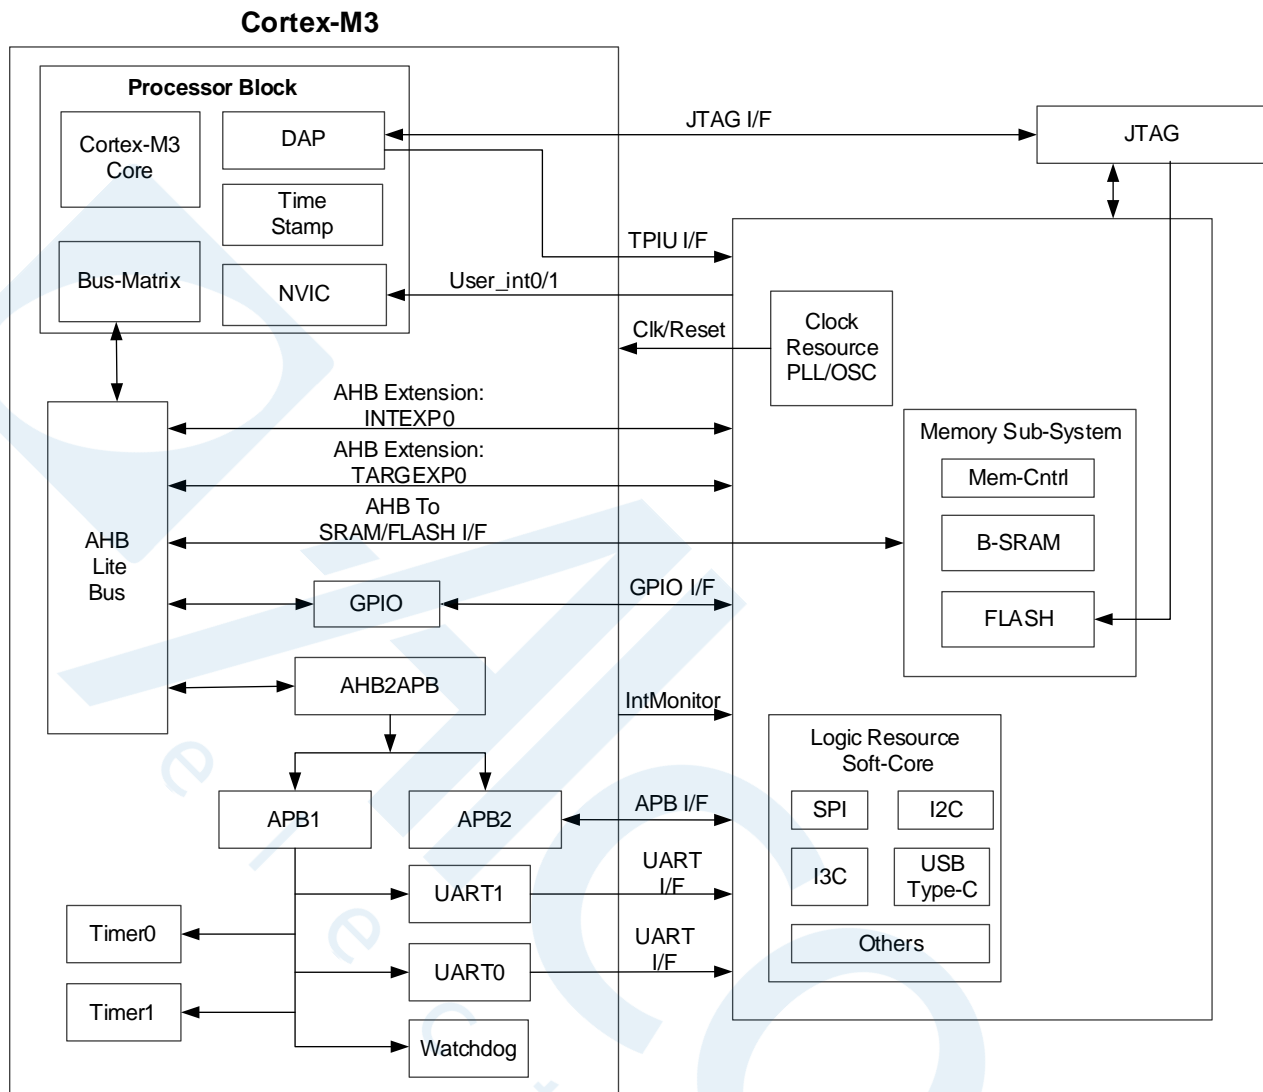 Cortex-M3
Processor Block
Cortex-M3
Core
DAP
Time
Stamp
Bus-Matrix
NVIC
JTAG I/F
JTAG
TPIU I/F
User_int0/1
Clk/Reset
Clock
Resource
PLL/OSC
AHB Extension:
INTEXP0
AHB Extension:
TARGEXP0
AHB To
SRAM/FLASH I/F
Memory Sub-System
Mem-Cntrl
B-SRAM
FLASH
AHB
Lite
Bus
GPIO
GPIO I/F
AHB2APB
IntMonitor
Logic Resource
Soft-Core
SPI
I2C
I3C
USB
Type-C
Others
APB1
APB2
APB I/F
UART
I/F
UART1
UART
I/F
UART0
Timer0
Timer1
Watchdog